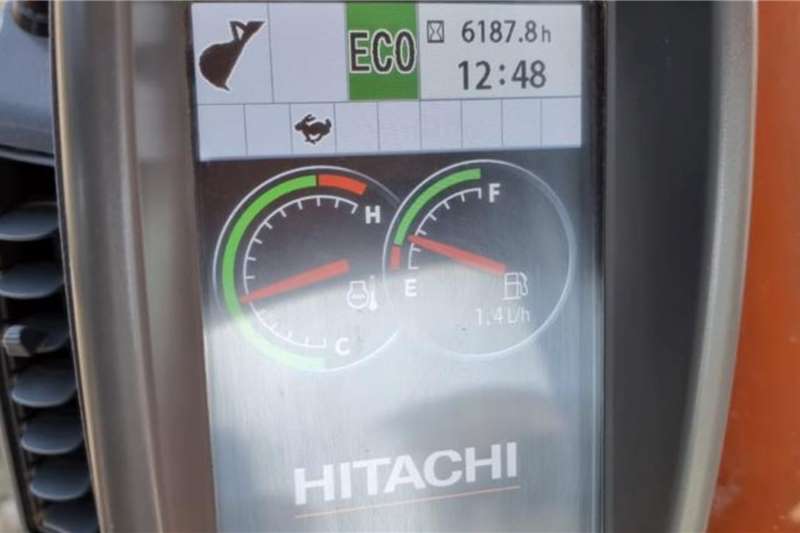 ECO
6187.8h
12:48
H
F
E
1.4L/h
C
HITACHI